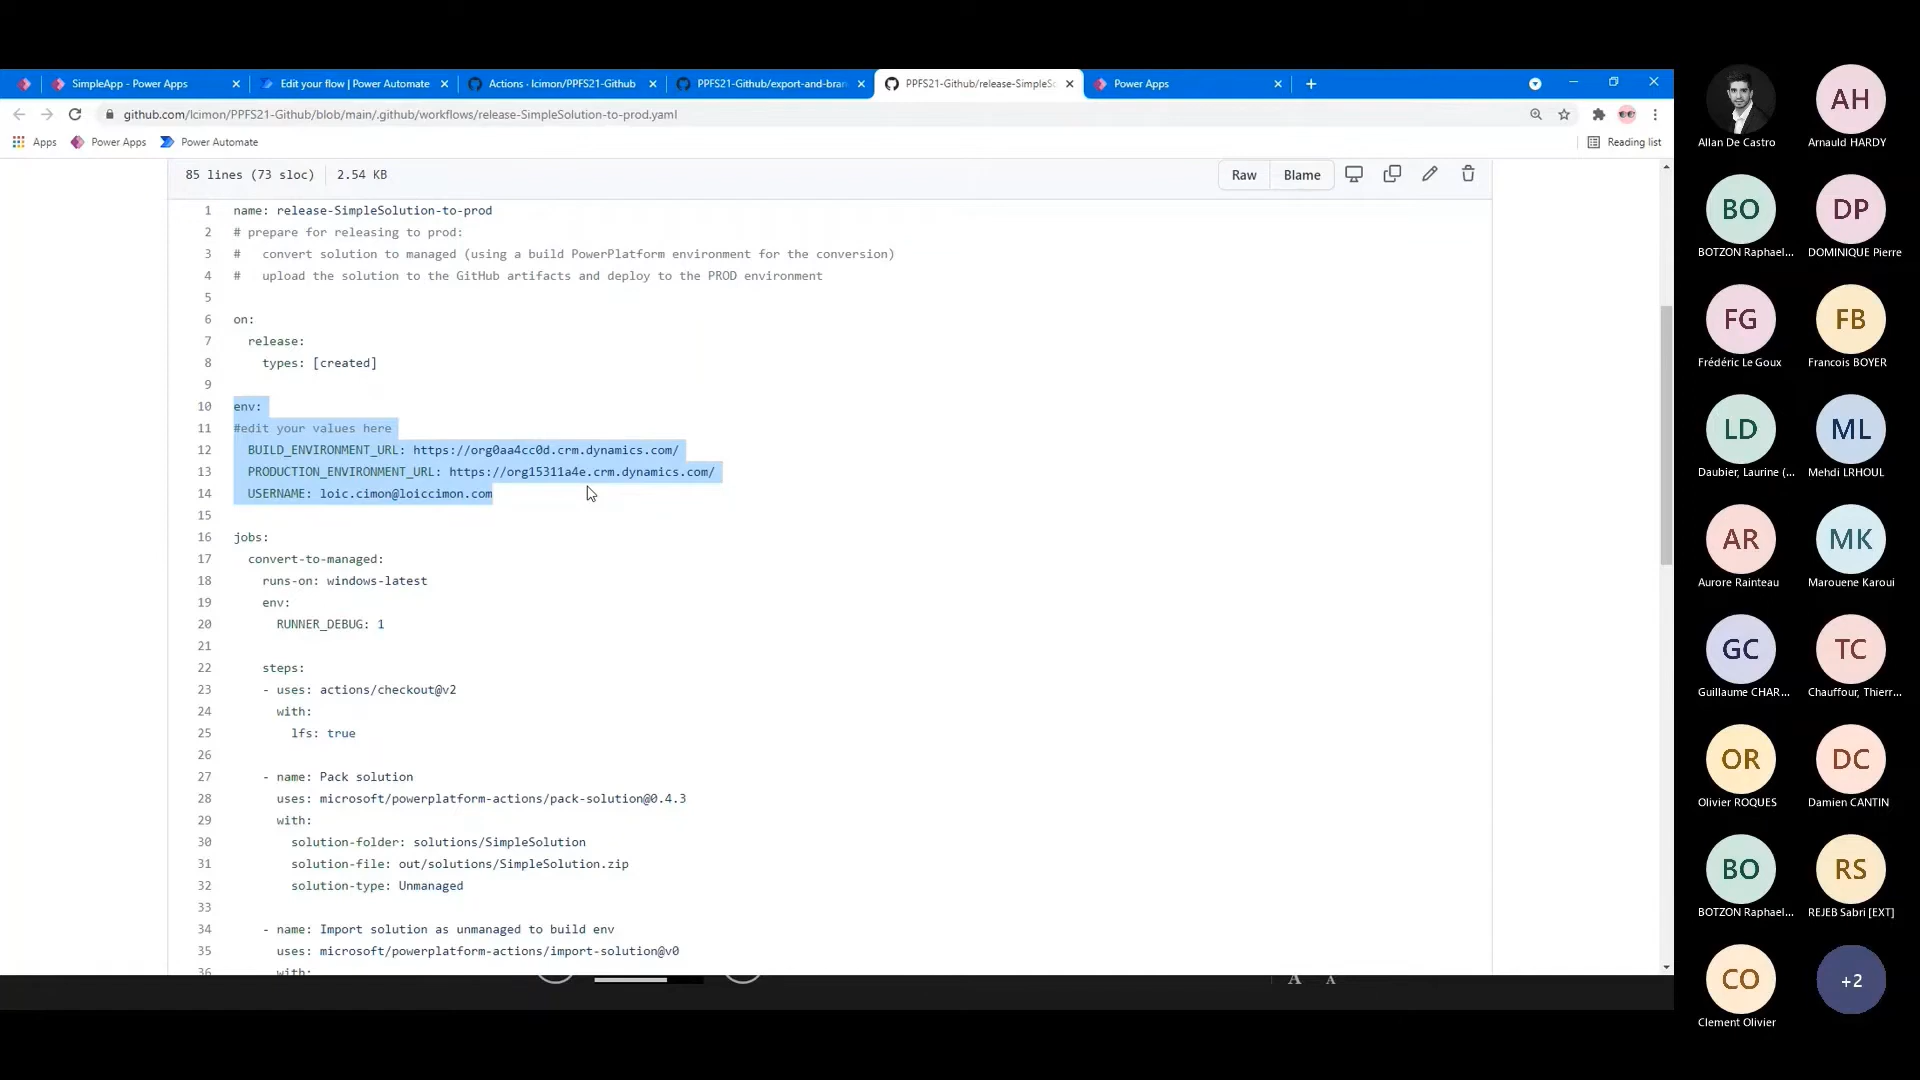 SimpleApp - Power Apps
Edit your flow | Power Automate
Actions · lcimon/PPFS21-Github
PPFS21-Github/export-and-bran
PPFS21-Github/release-SimpleSo
Power Apps
github.com/lcimon/PPFS21-Github/blob/main/.github/workflows/release-SimpleSolution-to-prod.yaml
Apps
Power Apps
Power Automate
Reading list
85 lines (73 sloc)
2.54 KB
Raw
Blame
1 name: release-SimpleSolution-to-prod
2 # prepare for releasing to prod:
3 #   convert solution to managed (using a build PowerPlatform environment for the conversion)
4 #   upload the solution to the GitHub artifacts and deploy to the PROD environment
5
6 on:
7   release:
8     types: [created]
9
10 env:
11 #edit your values here
12   BUILD_ENVIRONMENT_URL: https://org0aa4cc0d.crm.dynamics.com/
13   PRODUCTION_ENVIRONMENT_URL: https://org15311a4e.crm.dynamics.com/
14   USERNAME: loic.cimon@loiccimon.com
15
16 jobs:
17   convert-to-managed:
18     runs-on: windows-latest
19     env:
20       RUNNER_DEBUG: 1
21
22     steps:
23     - uses: actions/checkout@v2
24       with:
25         lfs: true
26
27     - name: Pack solution
28       uses: microsoft/powerplatform-actions/pack-solution@0.4.3
29       with:
30         solution-folder: solutions/SimpleSolution
31         solution-file: out/solutions/SimpleSolution.zip
32         solution-type: Unmanaged
33
34     - name: Import solution as unmanaged to build env
35       uses: microsoft/powerplatform-actions/import-solution@v0
36       with:
A A
Allan De Castro
AH
Arnauld HARDY
BO
BOTZON Raphael...
DP
DOMINIQUE Pierre
FG
Frédéric Le Goux
FB
Francois BOYER
LD
Daubier, Laurine (...
ML
Mehdi LRHOUL
AR
Aurore Rainteau
MK
Marouene Karoui
GC
Guillaume CHAR...
TC
Chauffour, Thierr...
OR
Olivier ROQUES
DC
Damien CANTIN
BO
BOTZON Raphael...
RS
REJEB Sabri [EXT]
CO
Clement Olivier
+2